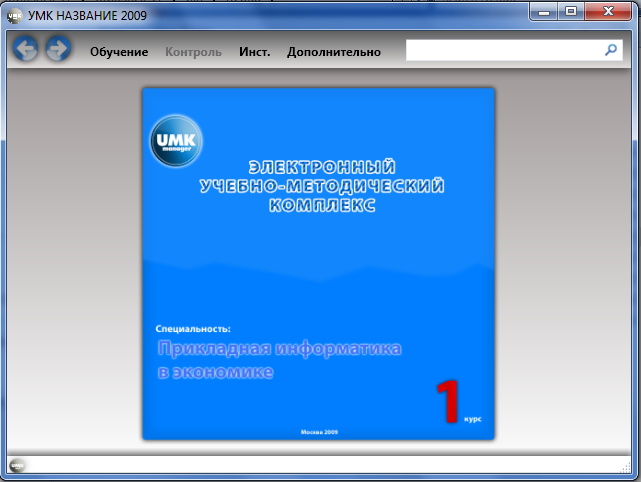 УМК НАЗВАНИЕ 2009
Обучение Контроль Инст. Дополнительно
UMK
manager
ЭЛЕКТРОННЫЙ
УЧЕБНО-МЕТОДИЧЕСКИЙ
КОМПЛЕКС
Специальность:
Прикладная информатика
в экономике
1 курс
Москва 2009